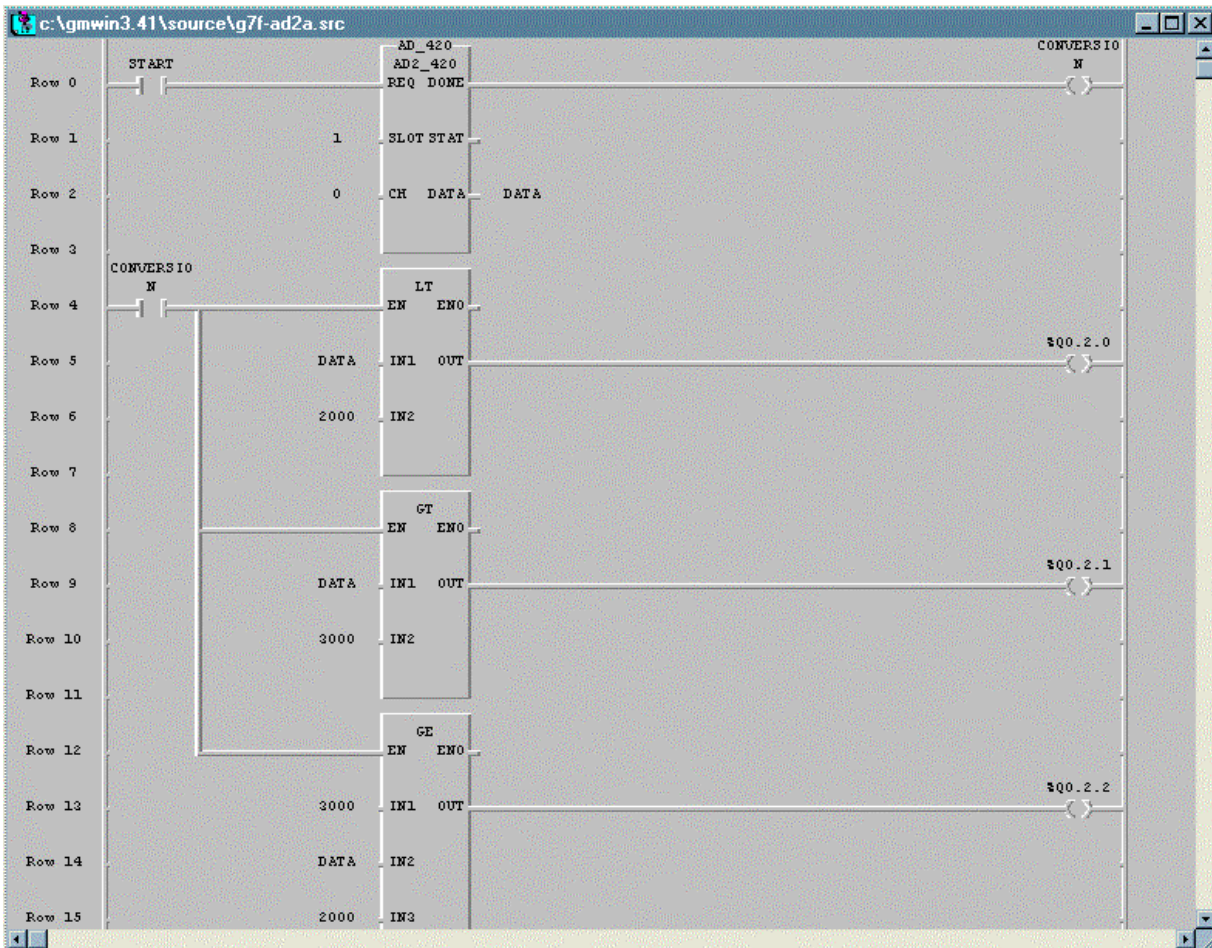 c:\gmwin3.41\source\g7f-ad2a.src
AD_420 CONVERSIO
START AD2_420 N
Row 0 REQ DONE
Row 1 1 SLOT STAT
Row 2 0 CH DATA DATA
Row 3
CONVERSIO
N LT
Row 4 EN ENO
%Q0.2.0
Row 5 DATA IN1 OUT
Row 6 2000 IN2
Row 7
GT
Row 8 EN ENO
%Q0.2.1
Row 9 DATA IN1 OUT
Row 10 3000 IN2
Row 11
GE
Row 12 EN ENO
%Q0.2.2
Row 13 3000 IN1 OUT
Row 14 DATA IN2
Row 15 2000 IN3